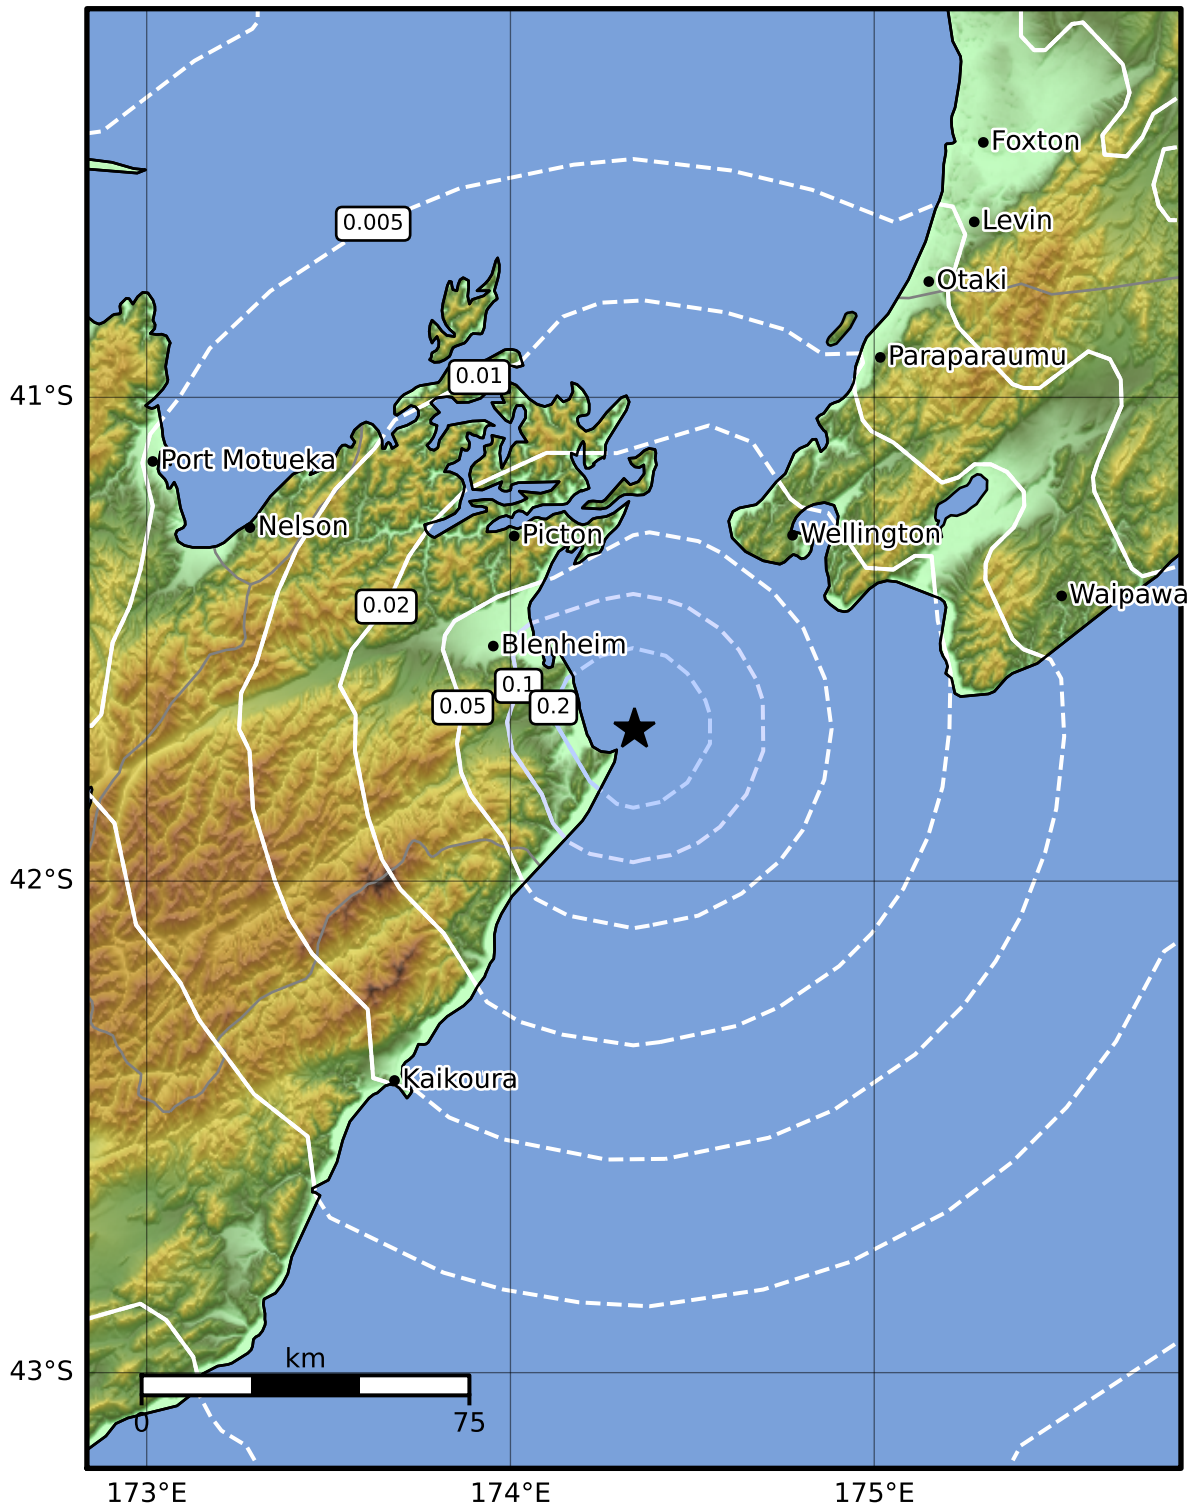 Foxton
Levin
0.005
Otaki
Paraparaumu
0.01
41°S
Port Motueka
Nelson
Picton
Wellington
Waipawa
0.02
Blenheim
0.1
0.05
0.2
42°S
Kaikoura
km
43°S
0
75
173°E
174°E
175°E